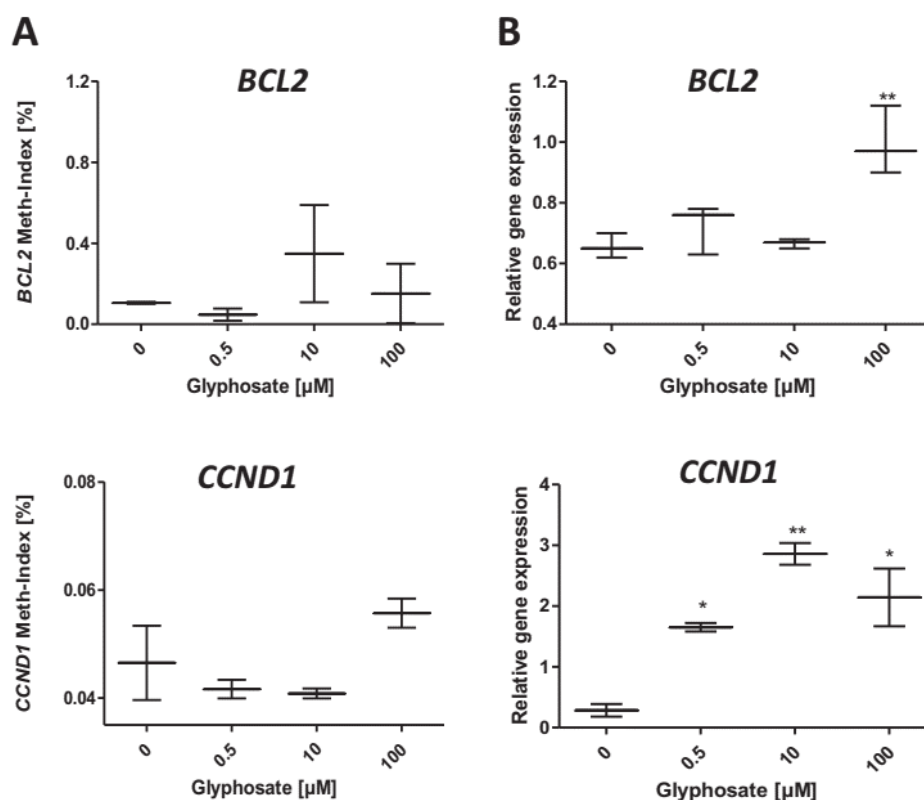 A
BCL2
1.2
0.8
0.4
0.0
BCL2 Meth-Index [%]
0
0.5
10
100
Glyphosate [µM]
B
BCL2
1.2
1.0
0.8
0.6
0.4
Relative gene expression
**
0
0.5
10
100
Glyphosate [µM]
CCND1
0.08
0.06
0.04
CCND1 Meth-Index [%]
0
0.5
10
100
Glyphosate [µM]
CCND1
4
3
2
1
0
Relative gene expression
*
**
*
0
0.5
10
100
Glyphosate [µM]